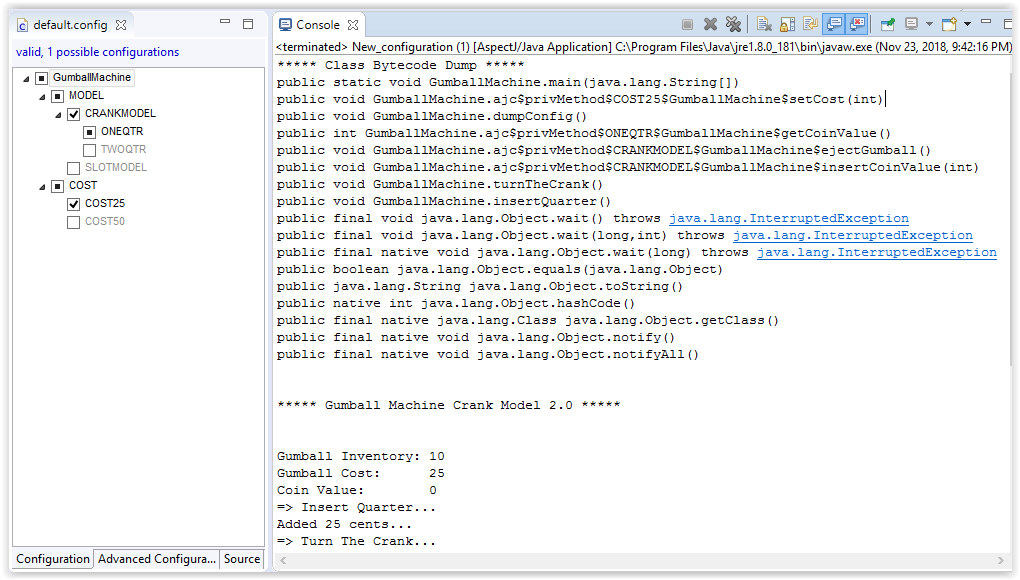 default.config
valid, 1 possible configurations
GumballMachine
MODEL
CRANKMODEL
ONEQTR
TWOQTR
SLOTMODEL
COST
COST25
COST50
Configuration Advanced Configura... Source
Console
<terminated> New_configuration (1) [AspectJ/Java Application] C:\Program Files\Java\jre1.8.0_181\bin\javaw.exe (Nov 23, 2018, 9:42:16 PM)
***** Class Bytecode Dump *****
public static void GumballMachine.main(java.lang.String[])
public void GumballMachine.ajc$privMethod$COST25$GumballMachine$setCost(int)
public void GumballMachine.dumpConfig()
public int GumballMachine.ajc$privMethod$ONEQTR$GumballMachine$getCoinValue()
public void GumballMachine.ajc$privMethod$CRANKMODEL$GumballMachine$ejectGumball()
public void GumballMachine.ajc$privMethod$CRANKMODEL$GumballMachine$insertCoinValue(int)
public void GumballMachine.turnTheCrank()
public void GumballMachine.insertQuarter()
public final void java.lang.Object.wait() throws java.lang.InterruptedException
public final void java.lang.Object.wait(long,int) throws java.lang.InterruptedException
public final native void java.lang.Object.wait(long) throws java.lang.InterruptedException
public boolean java.lang.Object.equals(java.lang.Object)
public java.lang.String java.lang.Object.toString()
public native int java.lang.Object.hashCode()
public final native java.lang.Class java.lang.Object.getClass()
public final native void java.lang.Object.notify()
public final native void java.lang.Object.notifyAll()
***** Gumball Machine Crank Model 2.0 *****
Gumball Inventory: 10
Gumball Cost: 25
Coin Value: 0
=> Insert Quarter...
Added 25 cents...
=> Turn The Crank...